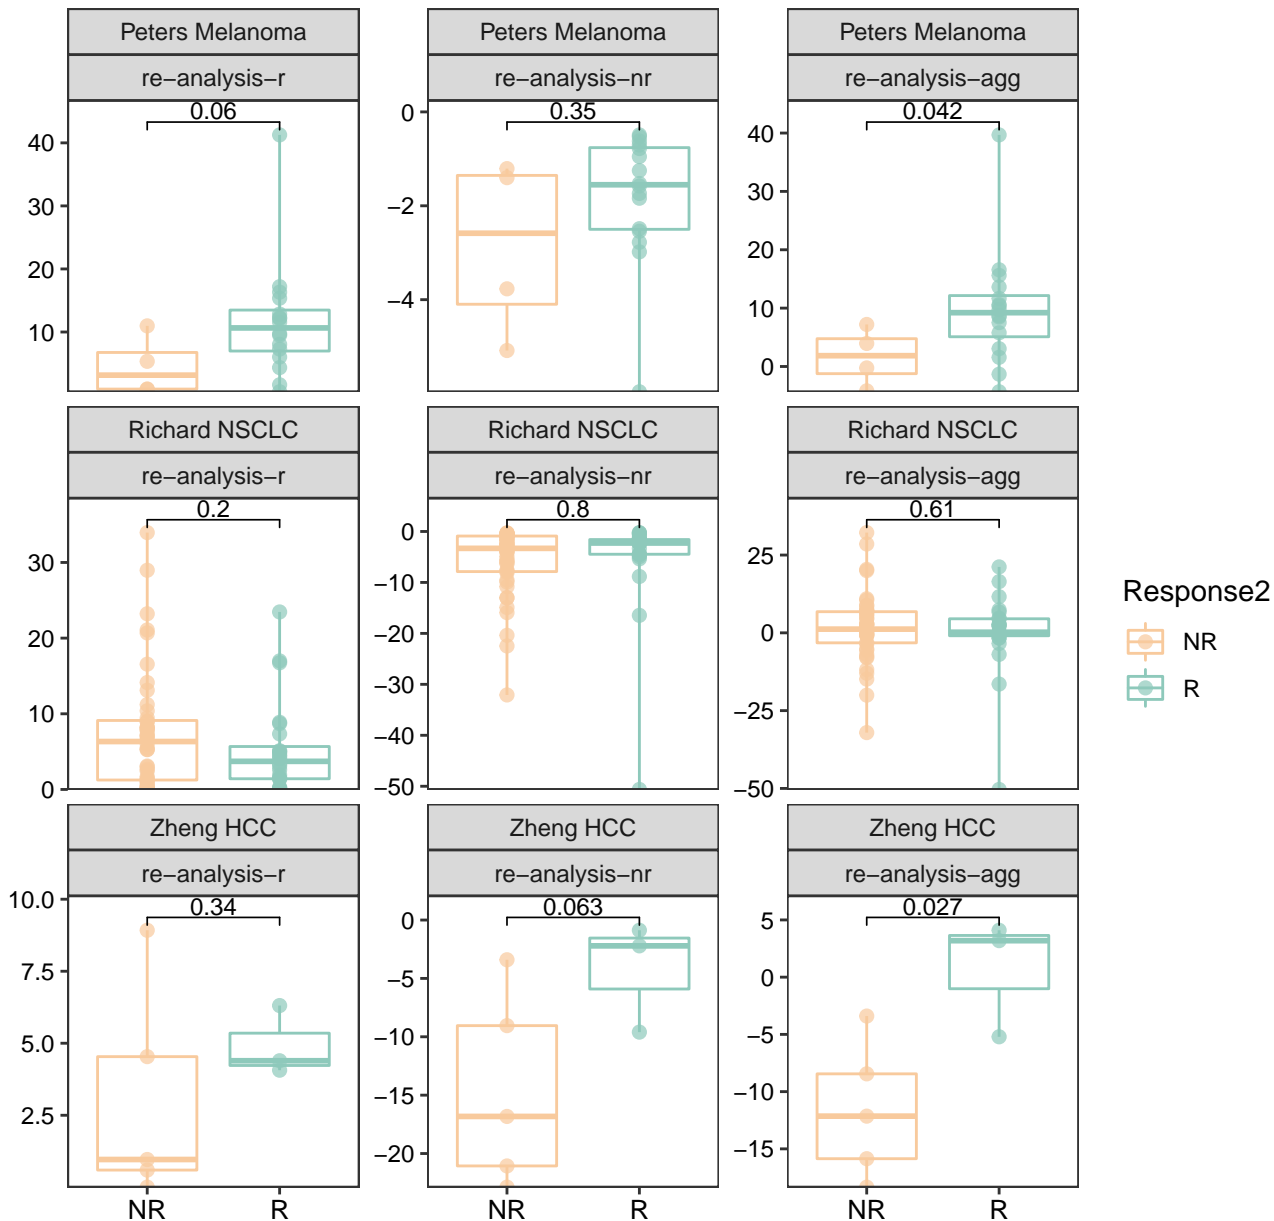 Peters Melanoma
Peters Melanoma
Peters Melanoma
re−analysis−r
re−analysis−nr
re−analysis−agg
0.06
0.35
0.042
40
30
20
10
0
−2
−4
40
30
20
10
0
Richard NSCLC
Richard NSCLC
Richard NSCLC
re−analysis−r
re−analysis−nr
re−analysis−agg
0.2
0.8
0.61
30
20
10
0
0
−10
−20
−30
−40
−50
25
0
−25
−50
Zheng HCC
Zheng HCC
Zheng HCC
re−analysis−r
re−analysis−nr
re−analysis−agg
0.34
0.063
0.027
10.0
7.5
5.0
2.5
0
−5
−10
−15
−20
5
0
−5
−10
−15
NR R
NR R
NR R
Response2
NR
R